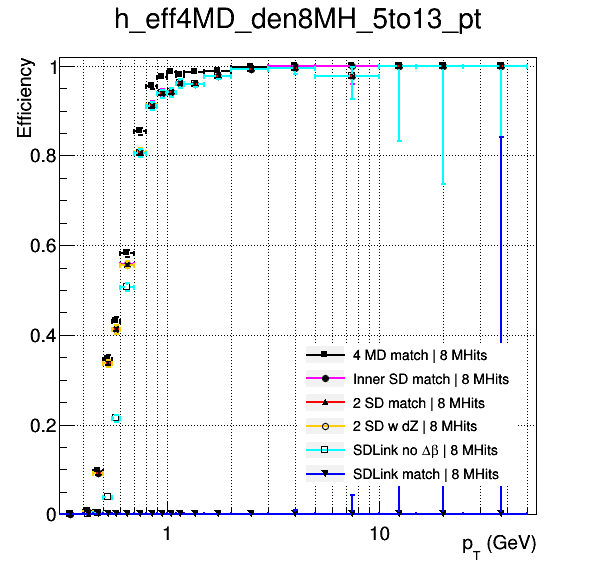 h_eff4MD_den8MH_5to13_pt
Efficiency
1
0.8
0.6
0.4
0.2
0
4 MD match | 8 MHits
Inner SD match | 8 MHits
2 SD match | 8 MHits
2 SD w dZ | 8 MHits
SDLink no Δβ | 8 MHits
SDLink match | 8 MHits
1
10
p_T (GeV)